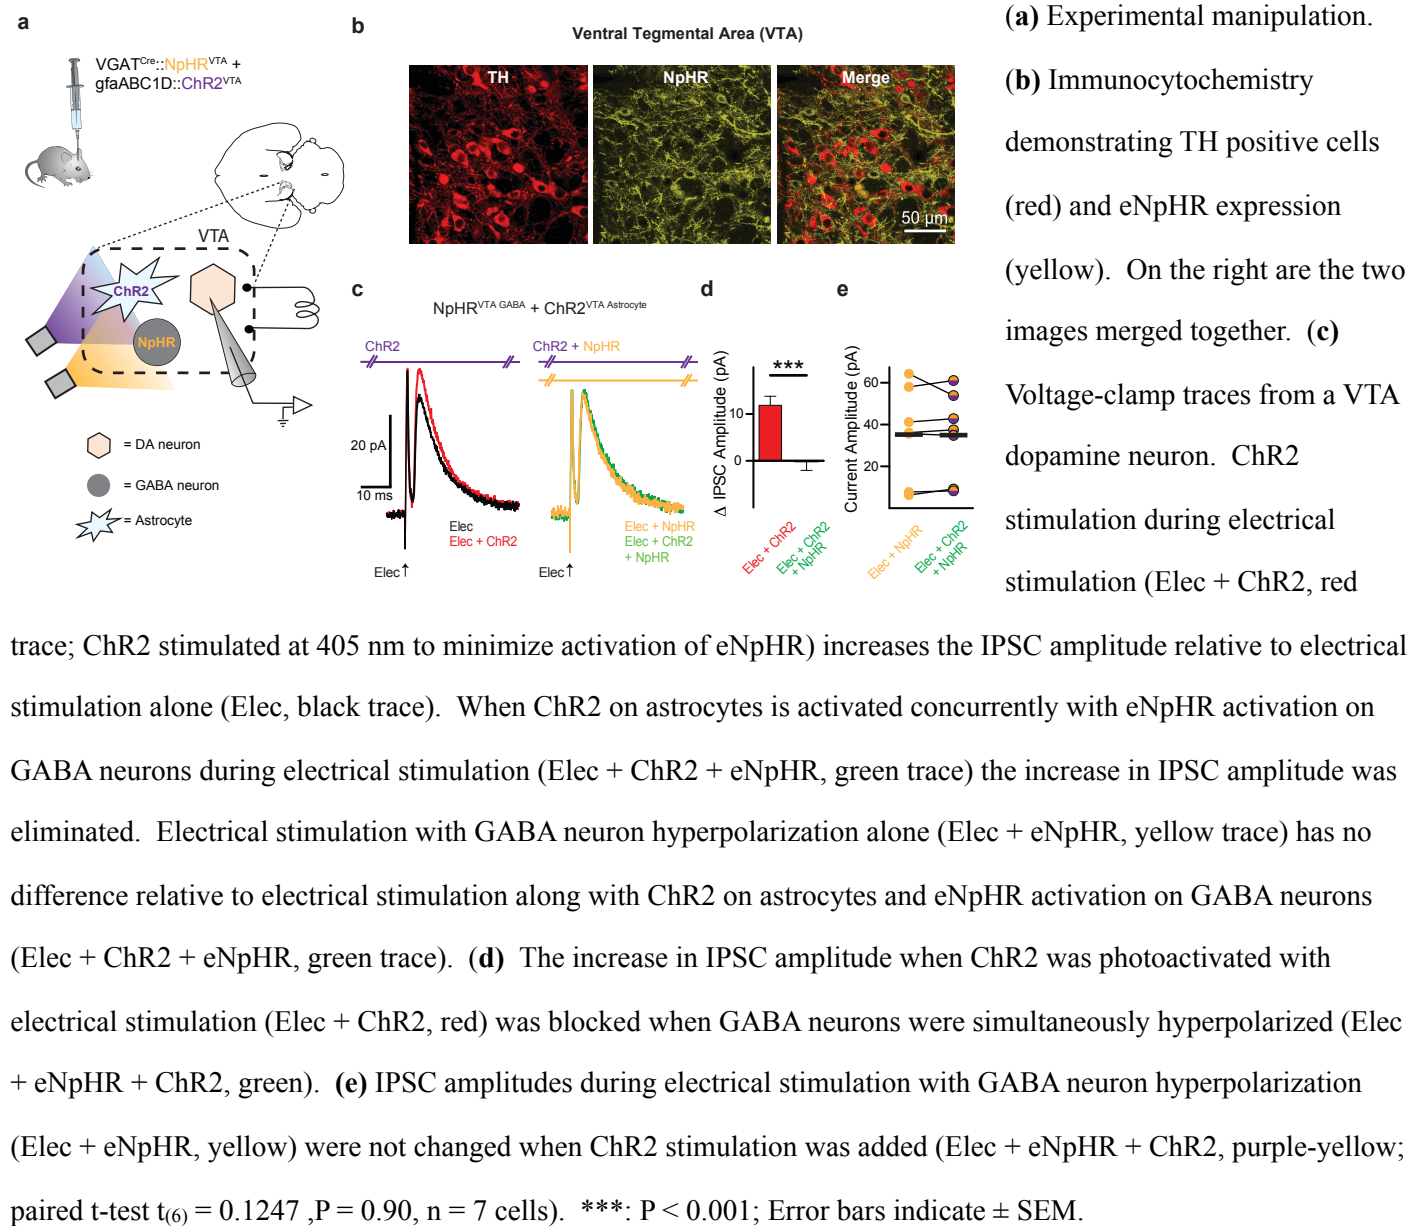 a
VGATCre::NpHRVTA +
gfaABC1D::ChR2VTA
VTA
ChR2
NpHR
= DA neuron
= GABA neuron
= Astrocyte
b
Ventral Tegmental Area (VTA)
TH
NpHR
Merge
50 µm
c
NpHRVTA GABA + ChR2VTA Astrocyte
ChR2
ChR2 + NpHR
20 pA
10 ms
Elec
Elec + ChR2
Elec↑
Elec + NpHR
Elec + ChR2
+ NpHR
Elec↑
d
Δ IPSC Amplitude (pA)
10
0
***
Elec + ChR2
Elec + ChR2
+ NpHR
e
Current Amplitude (pA)
60
40
20
Elec + NpHR
Elec + ChR2
+ NpHR
(a) Experimental manipulation.
(b) Immunocytochemistry
demonstrating TH positive cells
(red) and eNpHR expression
(yellow). On the right are the two
images merged together. (c)
Voltage-clamp traces from a VTA
dopamine neuron. ChR2
stimulation during electrical
stimulation (Elec + ChR2, red
trace; ChR2 stimulated at 405 nm to minimize activation of eNpHR) increases the IPSC amplitude relative to electrical
stimulation alone (Elec, black trace). When ChR2 on astrocytes is activated concurrently with eNpHR activation on
GABA neurons during electrical stimulation (Elec + ChR2 + eNpHR, green trace) the increase in IPSC amplitude was
eliminated. Electrical stimulation with GABA neuron hyperpolarization alone (Elec + eNpHR, yellow trace) has no
difference relative to electrical stimulation along with ChR2 on astrocytes and eNpHR activation on GABA neurons
(Elec + ChR2 + eNpHR, green trace). (d) The increase in IPSC amplitude when ChR2 was photoactivated with
electrical stimulation (Elec + ChR2, red) was blocked when GABA neurons were simultaneously hyperpolarized (Elec
+ eNpHR + ChR2, green). (e) IPSC amplitudes during electrical stimulation with GABA neuron hyperpolarization
(Elec + eNpHR, yellow) were not changed when ChR2 stimulation was added (Elec + eNpHR + ChR2, purple-yellow;
paired t-test t(6) = 0.1247 ,P = 0.90, n = 7 cells). ***: P < 0.001; Error bars indicate ± SEM.